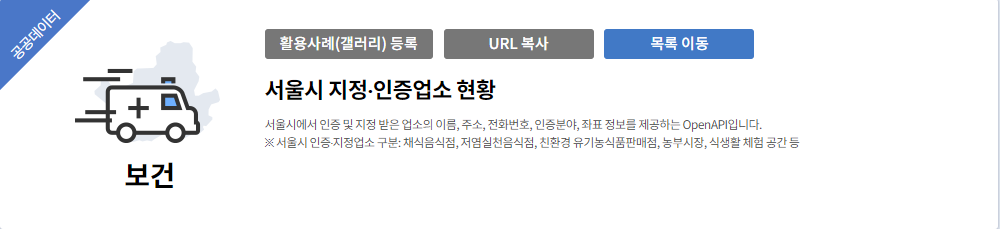 공공데이터
활용사례(갤러리) 등록
URL 복사
목록 이동
서울시 지정·인증업소 현황
서울시에서 인증 및 지정 받은 업소의 이름, 주소, 전화번호, 인증분야, 좌표 정보를 제공하는 OpenAPI입니다.
※ 서울시 인증·지정업소 구분: 채식음식점, 저염실천음식점, 친환경 유기농식품판매점, 농부시장, 식생활 체험 공간 등
보건